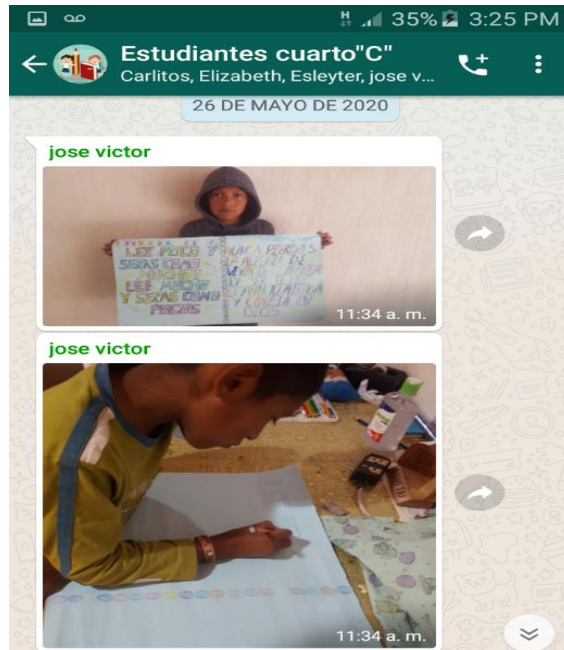 35% 3:25 PM
Estudiantes cuarto"C"
Carlitos, Elizabeth, Esleyter, jose v...
26 DE MAYO DE 2020
jose victor
LEE POCO Y
SERAS COMO
MUCHOS
LEE MUCHO
Y SERAS COMO
POCOS
NUNCA PIERDAS
DE
DIOS
11:34 a. m.
jose victor
11:34 a. m.